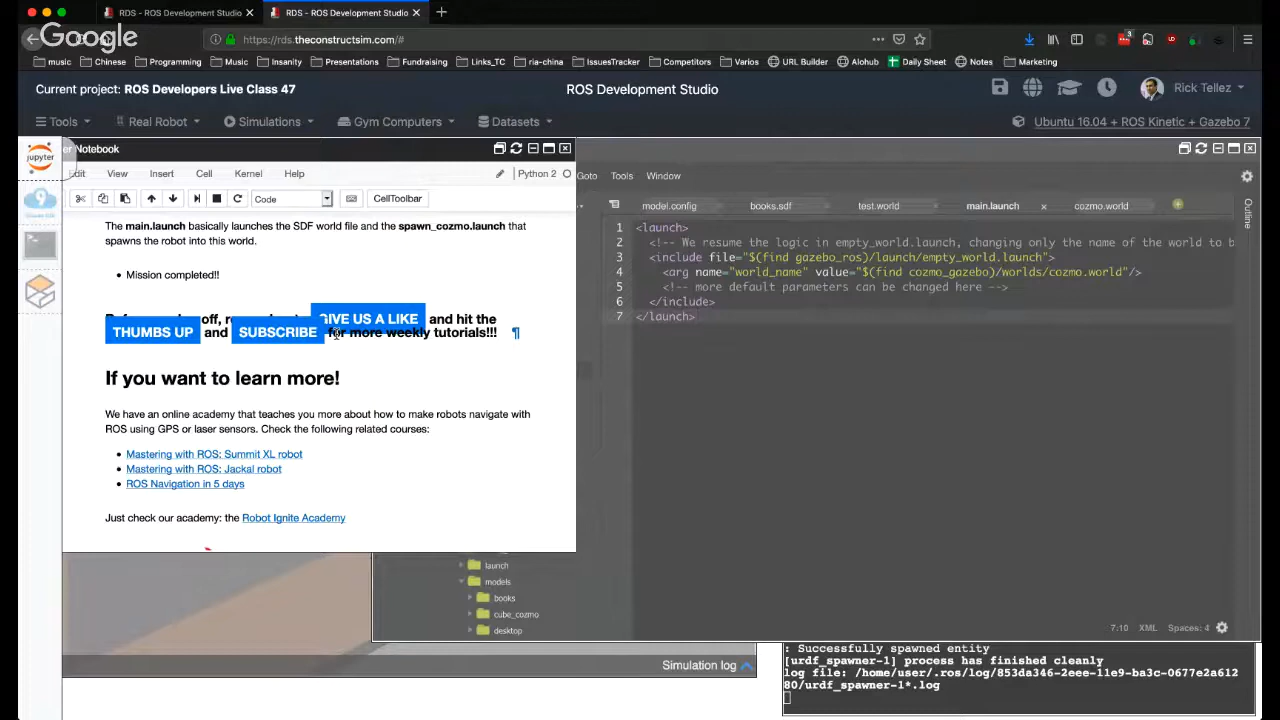 RDS - ROS Development Studio
RDS - ROS Development Studio
Google
https://rds.theconstructsim.com/#
music Chinese Programming Music Insanity Presentations Fundraising Links_TC ria-china IssuesTracker Competitors Varios URL Builder Alohub Daily Sheet Notes Marketing
Current project: ROS Developers Live Class 47
ROS Development Studio
Rick Tellez
Tools Real Robot Simulations Gym Computers Datasets
Ubuntu 16.04 + ROS Kinetic + Gazebo 7
jupyter
Notebook
Edit View Insert Cell Kernel Help
Python 2
Code
CellToolbar
The main.launch basically launches the SDF world file and the spawn_cozmo.launch that
spawns the robot into this world.
Mission completed!!
off, GIVE US A LIKE and hit the
THUMBS UP and SUBSCRIBE for more weekly tutorials!!! ¶
If you want to learn more!
We have an online academy that teaches you more about how to make robots navigate with
ROS using GPS or laser sensors. Check the following related courses:
Mastering with ROS: Summit XL robot
Mastering with ROS: Jackal robot
ROS Navigation in 5 days
Just check our academy: the Robot Ignite Academy
Goto Tools Window
model.config books.sdf test.world main.launch cozmo.world
Outline
1 <launch>
2 <!-- We resume the logic in empty_world.launch, changing only the name of the world to b
3 <include file="$(find gazebo_ros)/launch/empty_world.launch">
4 <arg name="world_name" value="$(find cozmo_gazebo)/worlds/cozmo.world"/>
5 <!-- more default parameters can be changed here -->
6 </include>
7 </launch>
launch
models
books
cube_cozmo
desktop
7:10 XML Spaces: 4
Simulation log
: Successfully spawned entity
[urdf_spawner-1] process has finished cleanly
log file: /home/user/.ros/log/853da346-2eee-11e9-ba3c-0677e2a612
80/urdf_spawner-1*.log